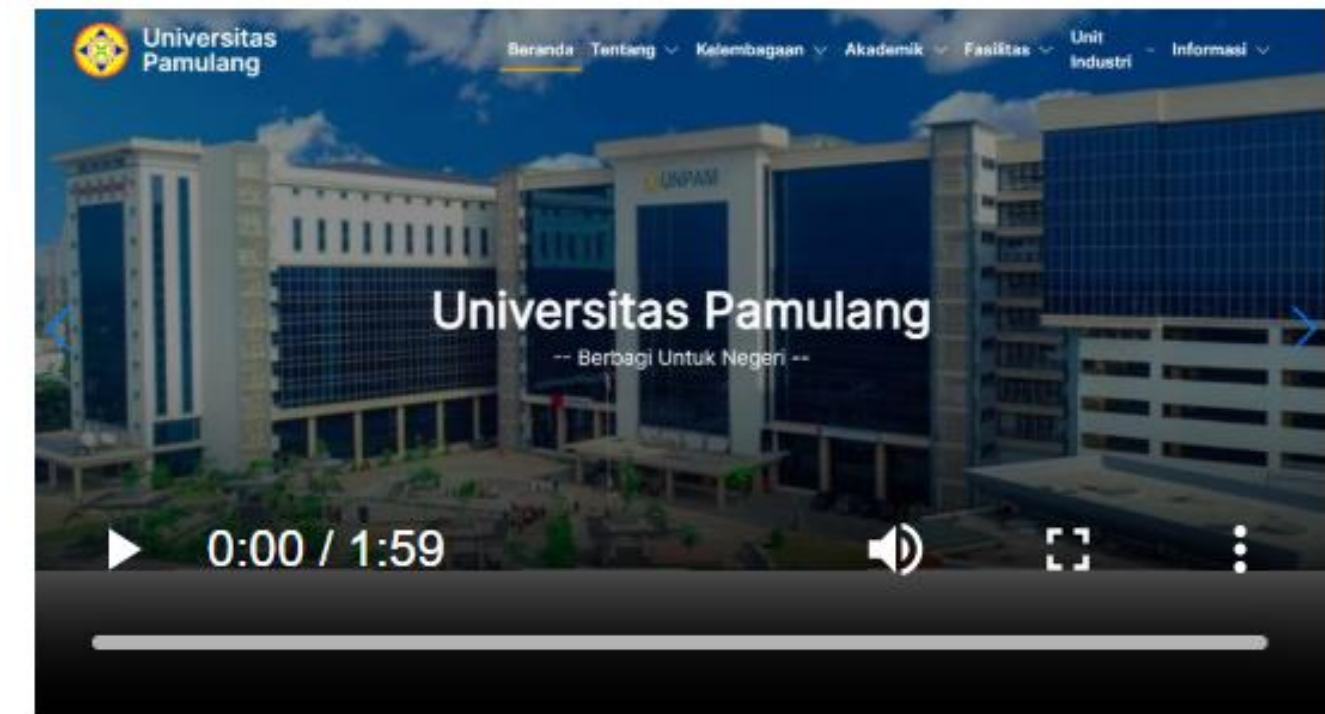 Universitas
Pamulang
Beranda Tentang Kelembagaan Akademik Fasilitas Unit Industri Informasi
UNPAM
Universitas Pamulang
-- Berbagi Untuk Negeri --
0:00 / 1:59